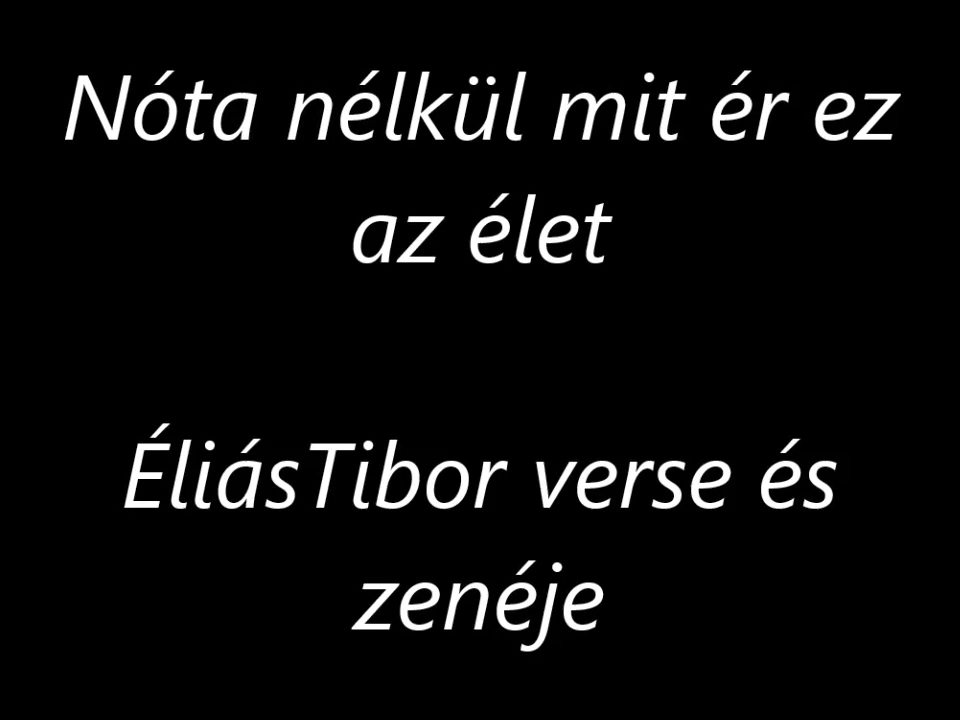 Nóta nélkül mit ér ez
az élet
ÉliásTibor verse és
zenéje